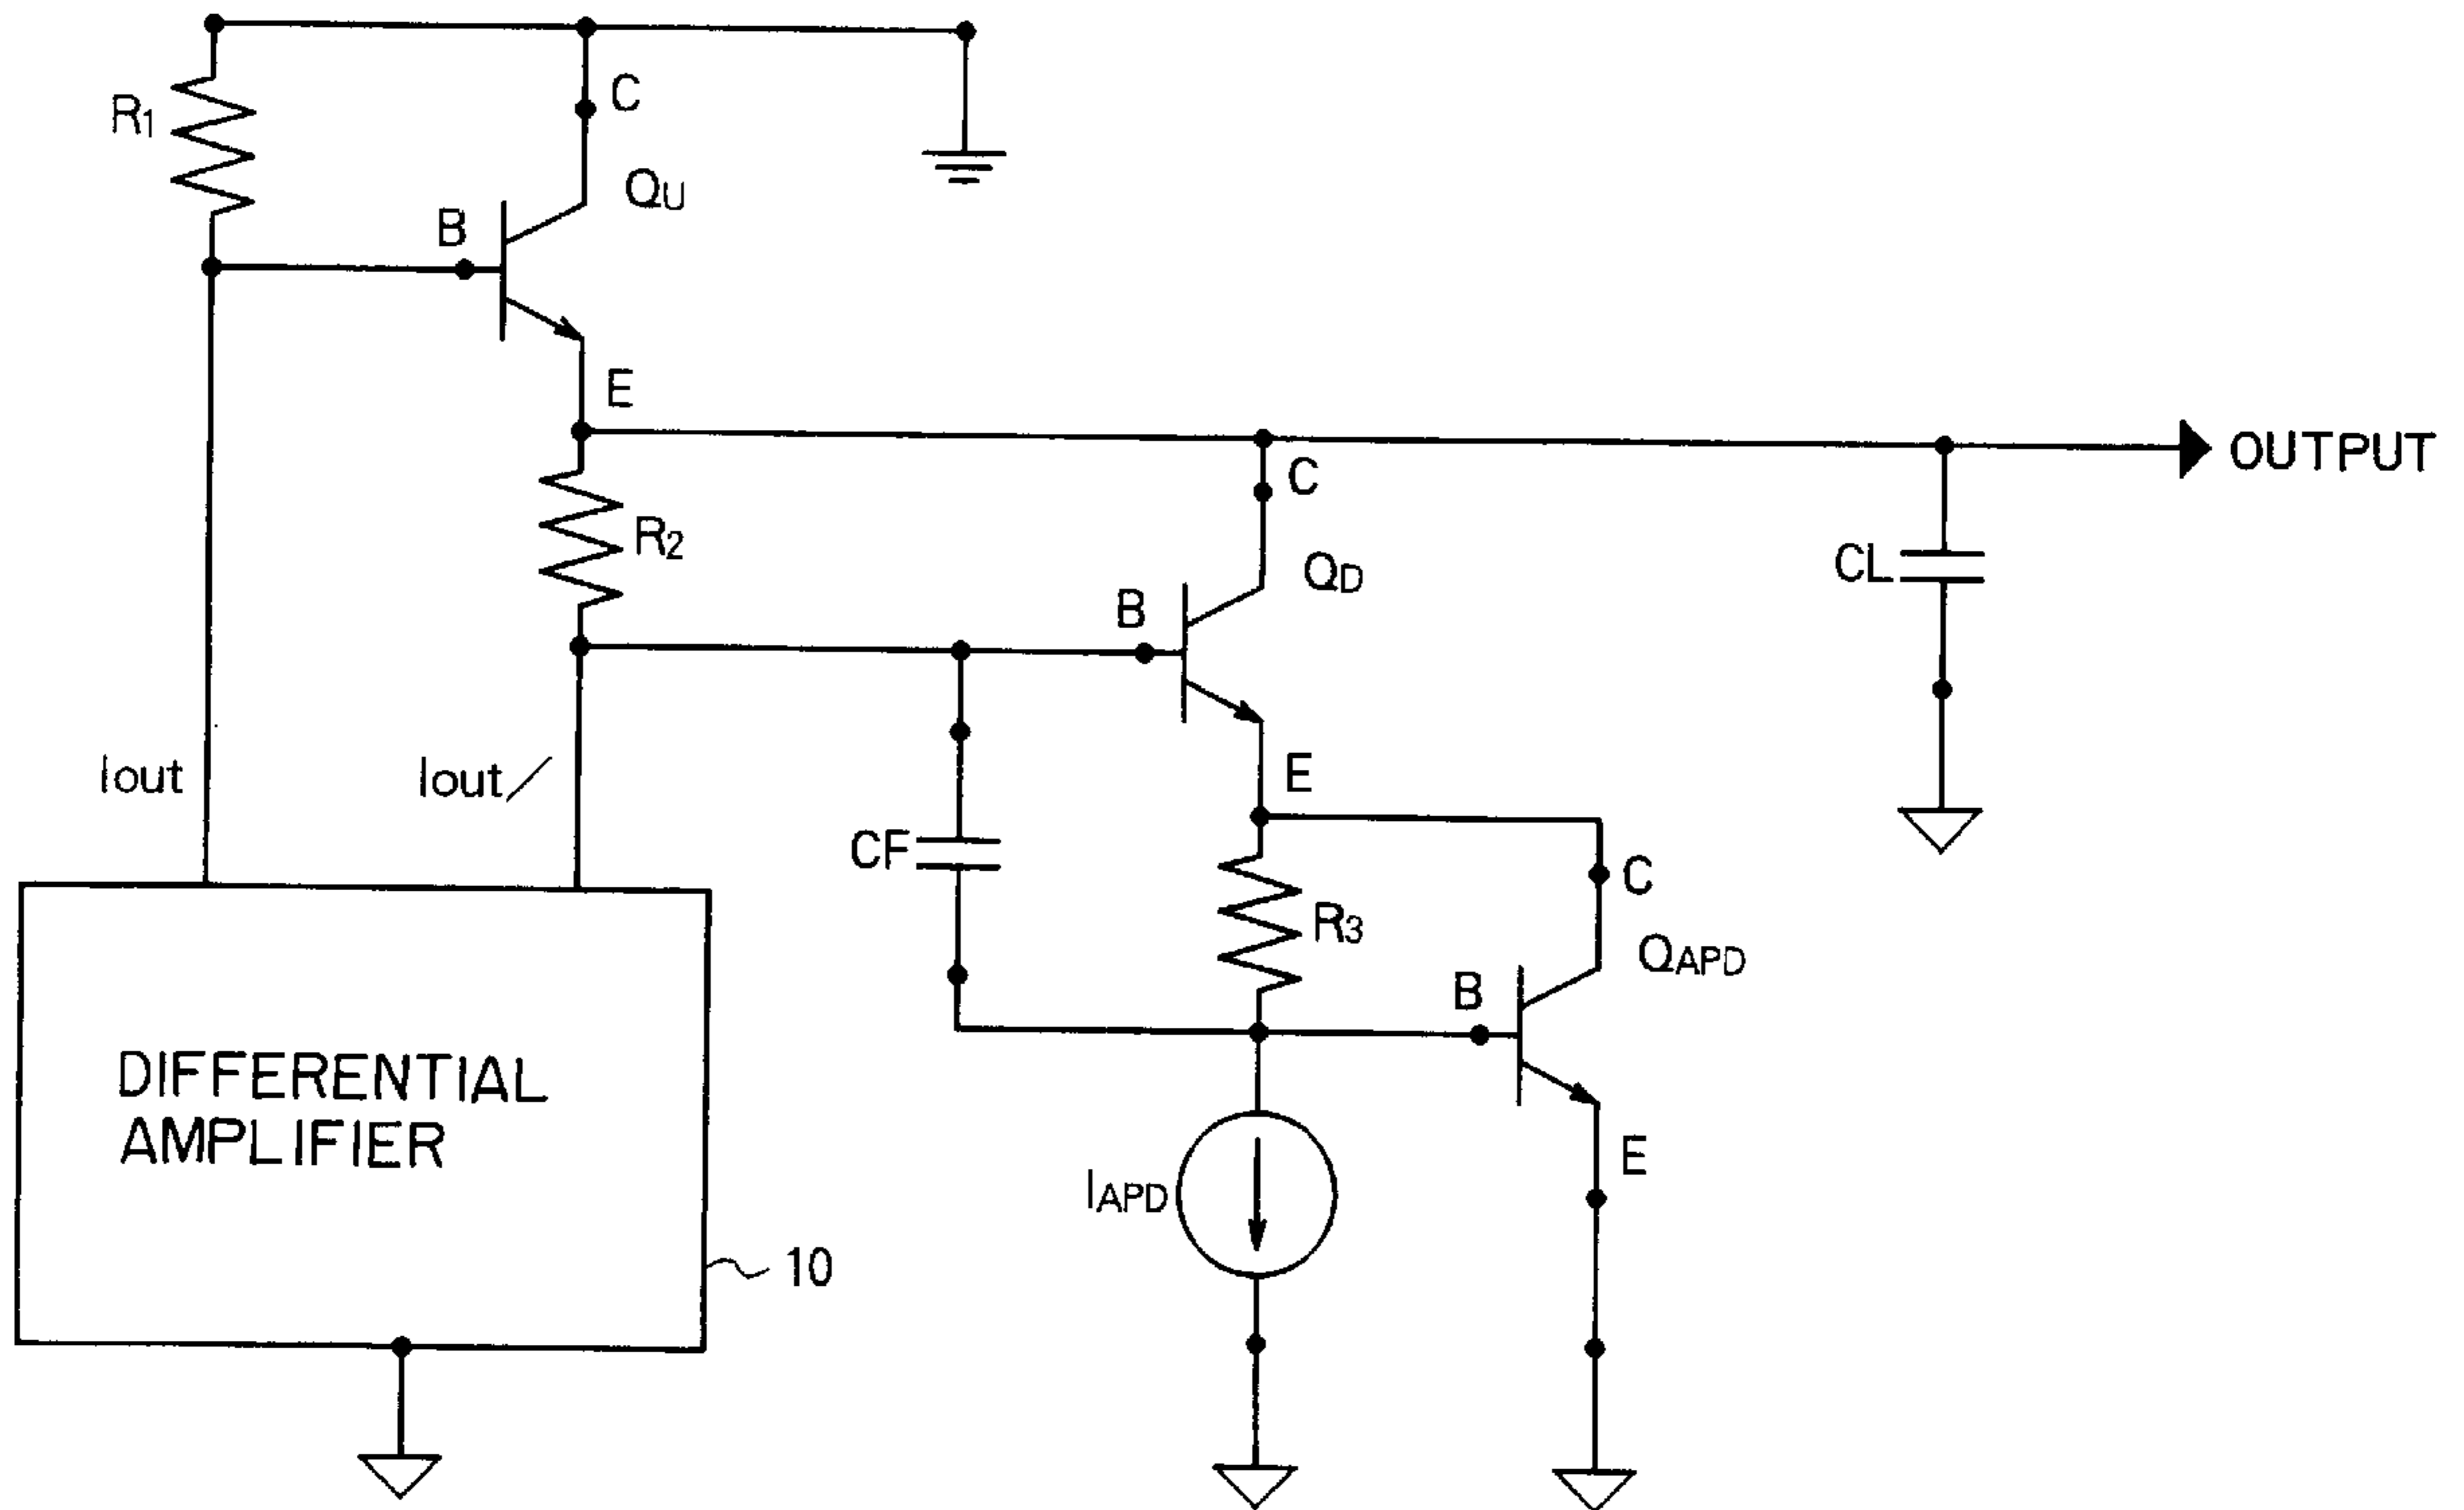 C
R1
QU
B
E
C
OUTPUT
R2
QD
CL
B
Iout
Iout/
E
CF
C
R3
QAPD
B
DIFFERENTIAL
AMPLIFIER
E
IAPD
10